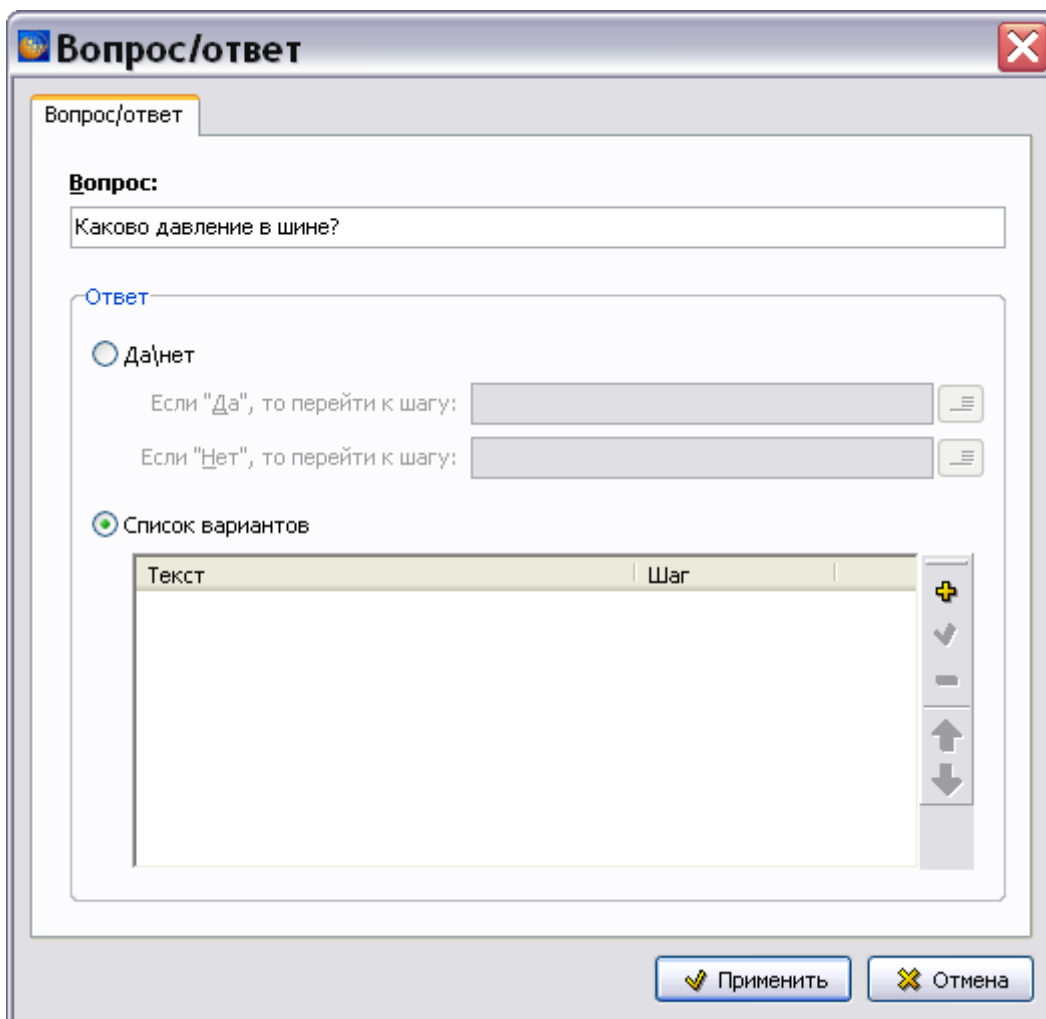 Вопрос/ответ
Вопрос/ответ
Вопрос:
Каково давление в шине?
Ответ
Да\нет
Если "Да", то перейти к шагу:
Если "Нет", то перейти к шагу:
Список вариантов
Текст Шаг
Применить Отмена